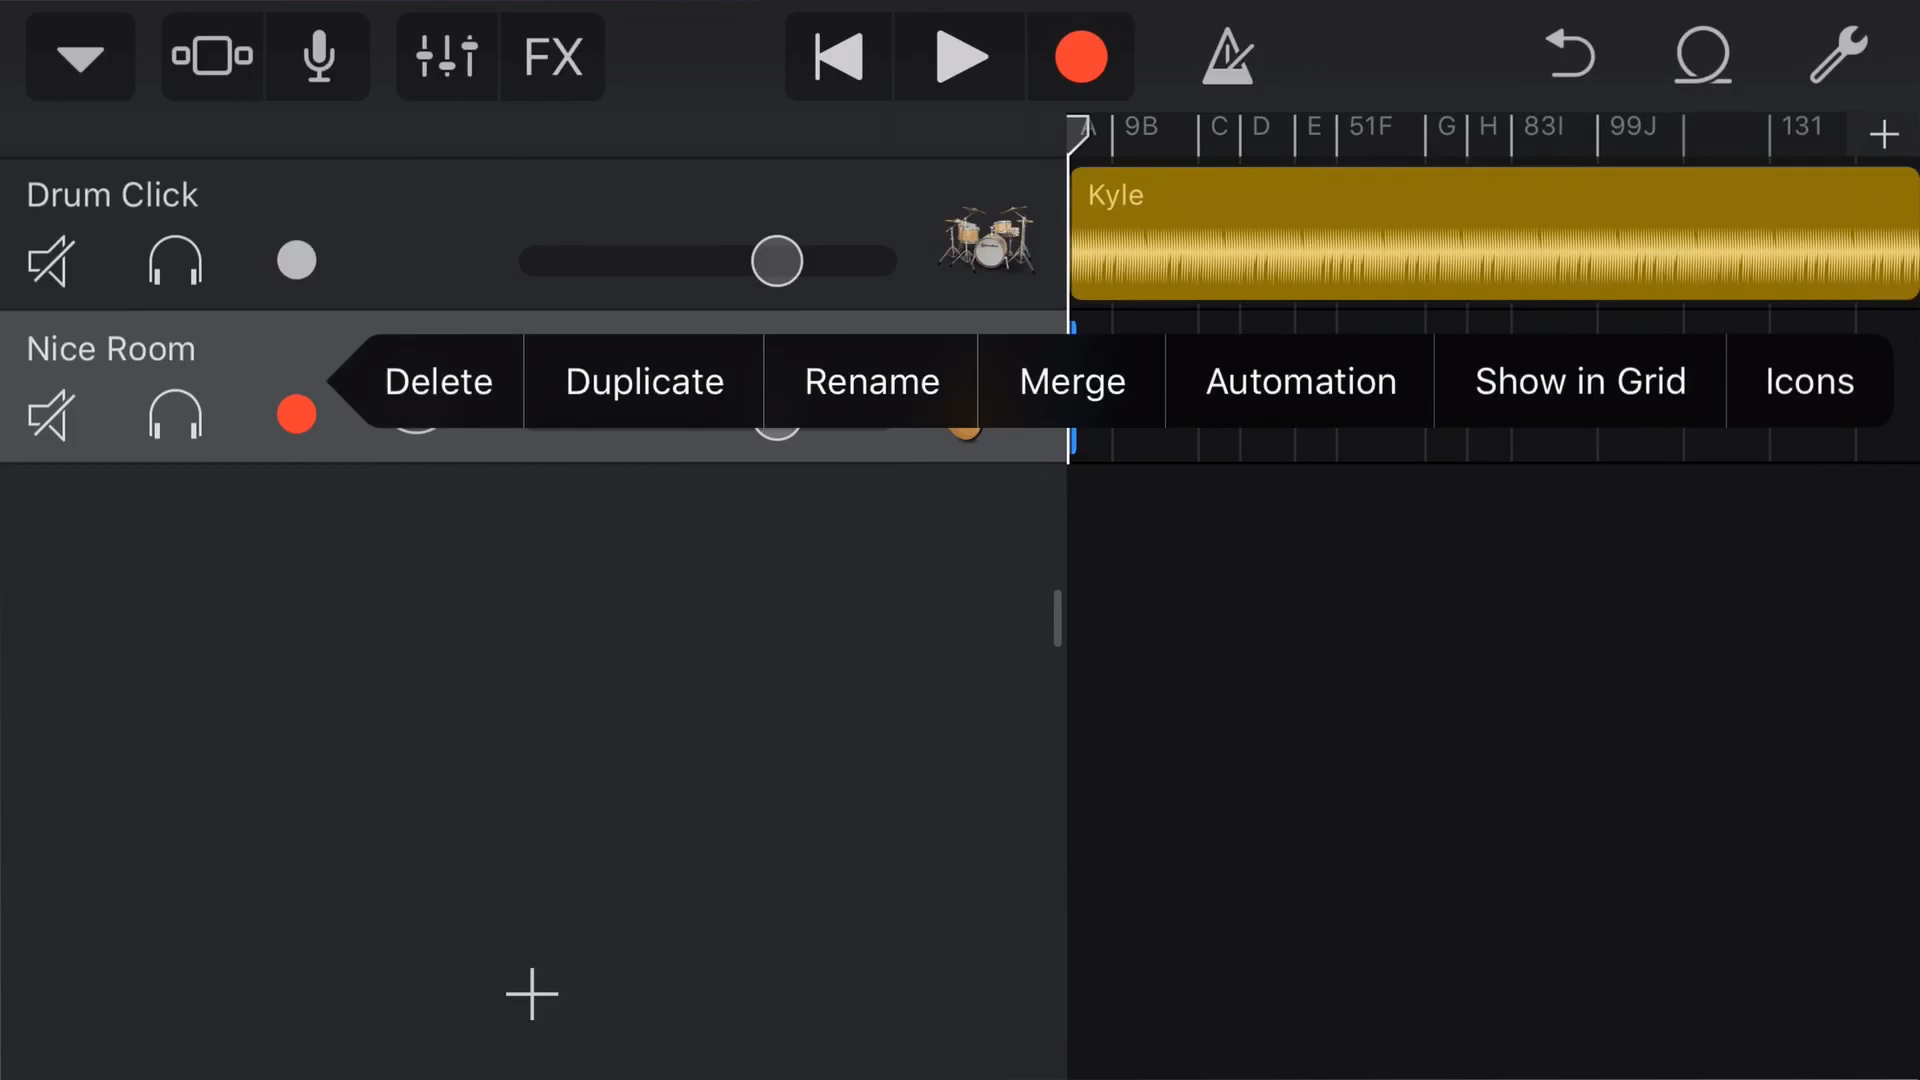 FX
A 9B C D E 51F G H 83I 99J 131
Drum Click
Kyle
Nice Room
Delete Duplicate Rename Merge Automation Show in Grid Icons